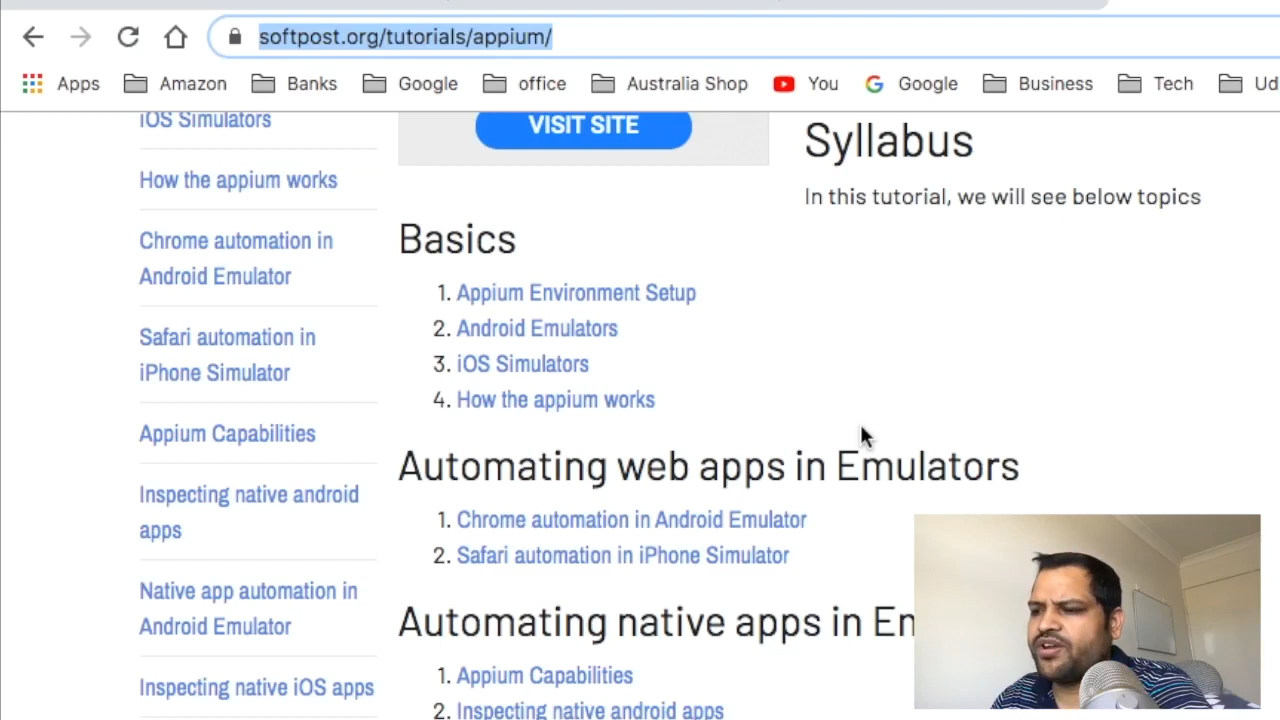 softpost.org/tutorials/appium/
Apps Amazon Banks Google office Australia Shop You Google Business Tech Ud
iOS Simulators
How the appium works
Chrome automation in
Android Emulator
Safari automation in
iPhone Simulator
Appium Capabilities
Inspecting native android
apps
Native app automation in
Android Emulator
Inspecting native iOS apps
VISIT SITE
Syllabus
In this tutorial, we will see below topics
Basics
1. Appium Environment Setup
2. Android Emulators
3. iOS Simulators
4. How the appium works
Automating web apps in Emulators
1. Chrome automation in Android Emulator
2. Safari automation in iPhone Simulator
Automating native apps in En
1. Appium Capabilities
2. Inspecting native android apps